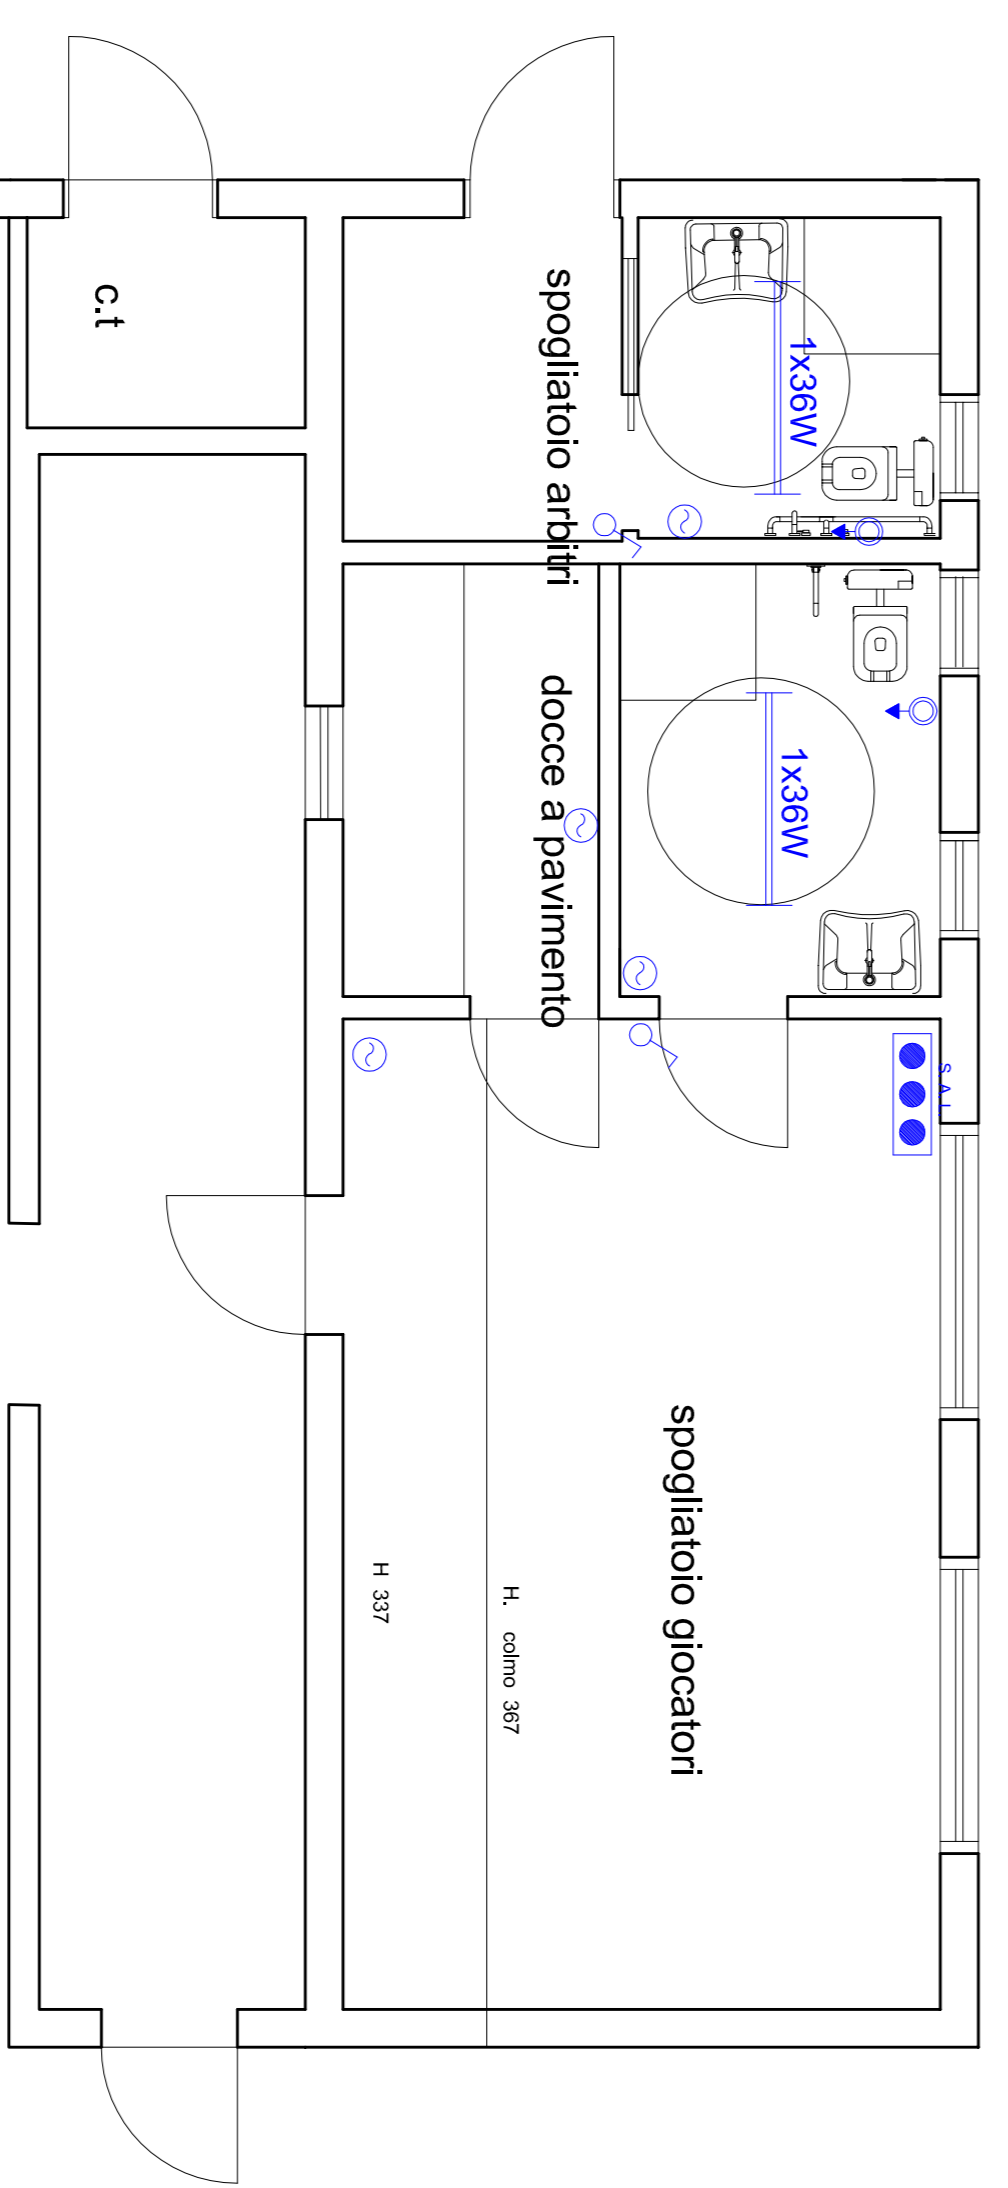 1x36W
spogliatoio arbitri
c.t
1x36W
docce a pavimento
S.A.L.
spogliatoio giocatori
H. colmo 367
H 337